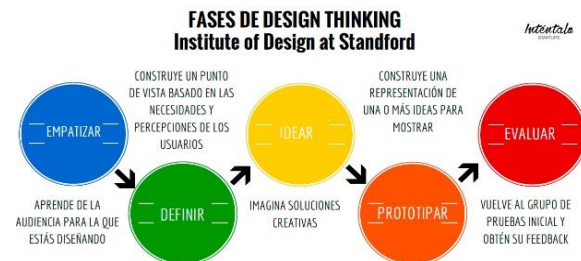 FASES DE DESIGN THINKING
Institute of Design at Standford
Inténtalo
STARTUPS
EMPATIZAR
APRENDE DE LA
AUDIENCIA PARA LA QUE
ESTÁS DISEÑANDO
CONSTRUYE UN PUNTO
DE VISTA BASADO EN LAS
NECESIDADES Y
PERCEPCIONES DE LOS
USUARIOS
DEFINIR
IDEAR
IMAGINA SOLUCIONES
CREATIVAS
CONSTRUYE UNA
REPRESENTACIÓN DE
UNA O MÁS IDEAS PARA
MOSTRAR
PROTOTIPAR
EVALUAR
VUELVE AL GRUPO DE
PRUEBAS INICIAL Y
OBTÉN SU FEEDBACK